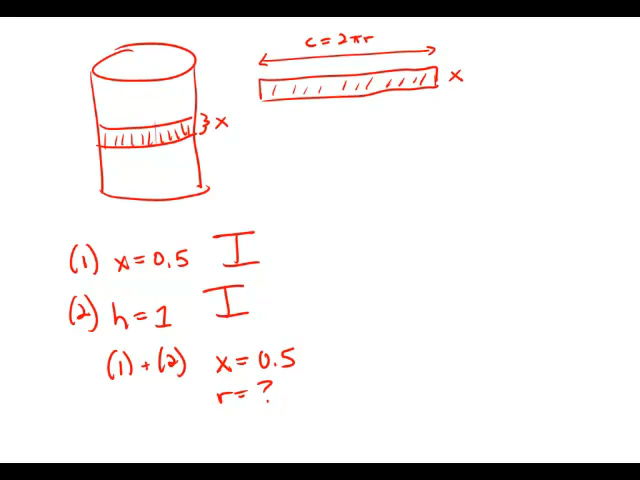 c = 2πr
x
} x
(1) x = 0.5 I
(2) h = 1 I
(1) + (2) x = 0.5
r = ?